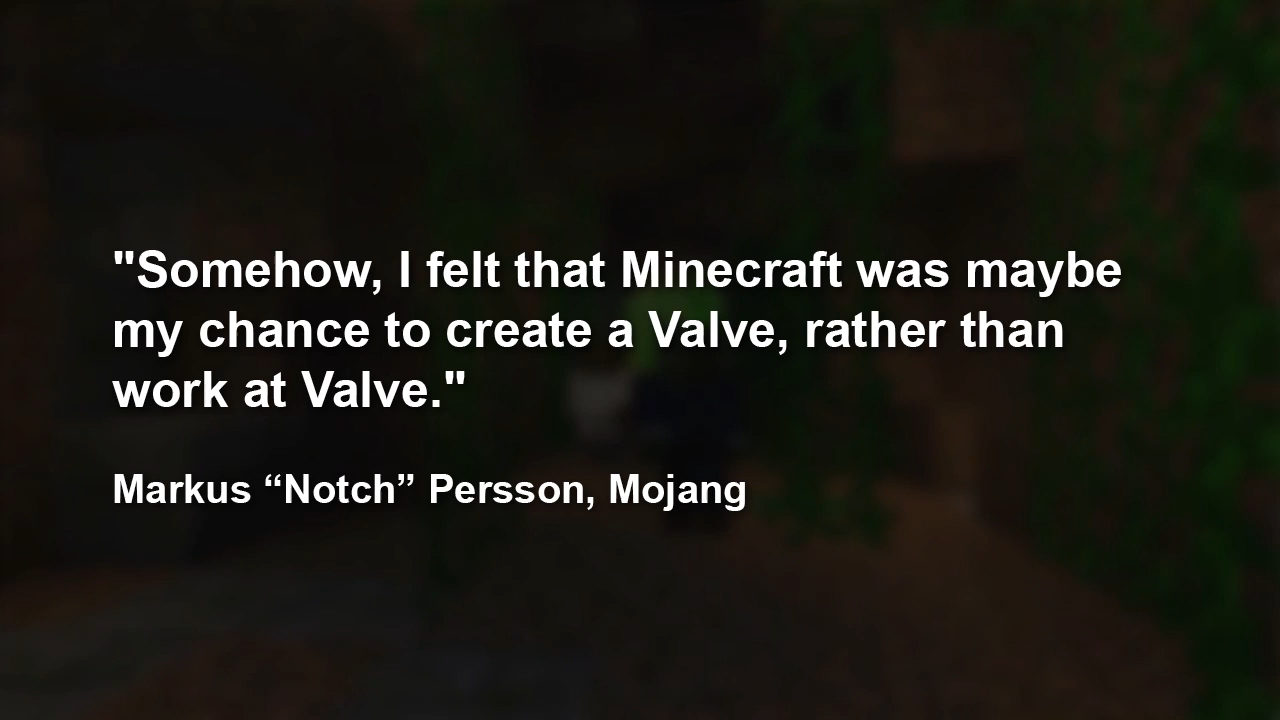 "Somehow, I felt that Minecraft was maybe
my chance to create a Valve, rather than
work at Valve."
Markus “Notch” Persson, Mojang